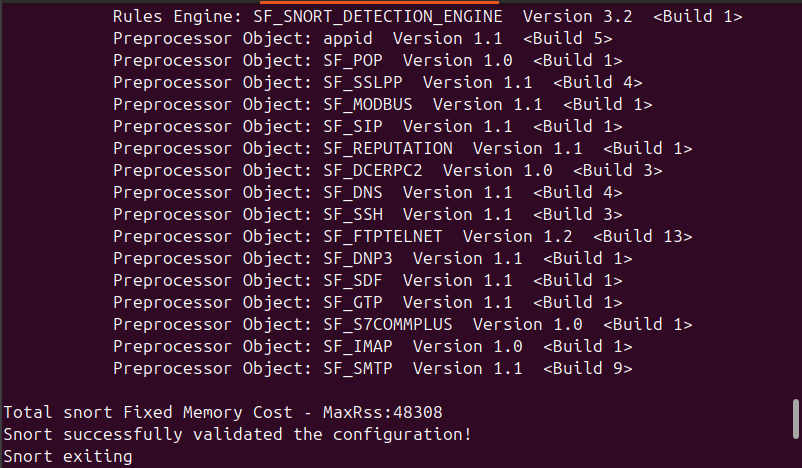 Rules Engine: SF_SNORT_DETECTION_ENGINE  Version 3.2  <Build 1>
Preprocessor Object: appid  Version 1.1  <Build 5>
Preprocessor Object: SF_POP  Version 1.0  <Build 1>
Preprocessor Object: SF_SSLPP  Version 1.1  <Build 4>
Preprocessor Object: SF_MODBUS  Version 1.1  <Build 1>
Preprocessor Object: SF_SIP  Version 1.1  <Build 1>
Preprocessor Object: SF_REPUTATION  Version 1.1  <Build 1>
Preprocessor Object: SF_DCERPC2  Version 1.0  <Build 3>
Preprocessor Object: SF_DNS  Version 1.1  <Build 4>
Preprocessor Object: SF_SSH  Version 1.1  <Build 3>
Preprocessor Object: SF_FTPTELNET  Version 1.2  <Build 13>
Preprocessor Object: SF_DNP3  Version 1.1  <Build 1>
Preprocessor Object: SF_SDF  Version 1.1  <Build 1>
Preprocessor Object: SF_GTP  Version 1.1  <Build 1>
Preprocessor Object: SF_S7COMMPLUS  Version 1.0  <Build 1>
Preprocessor Object: SF_IMAP  Version 1.0  <Build 1>
Preprocessor Object: SF_SMTP  Version 1.1  <Build 9>
Total snort Fixed Memory Cost - MaxRss:48308
Snort successfully validated the configuration!
Snort exiting